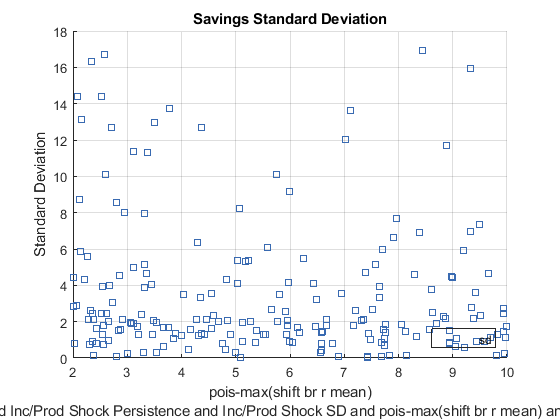 Savings Standard Deviation
18
16
14
12
10
8
6
4
2
0
Standard Deviation
2 3 4 5 6 7 8 9 10
pois-max(shift br r mean)
d Inc/Prod Shock Persistence and Inc/Prod Shock SD and pois-max(shift br r mean) a